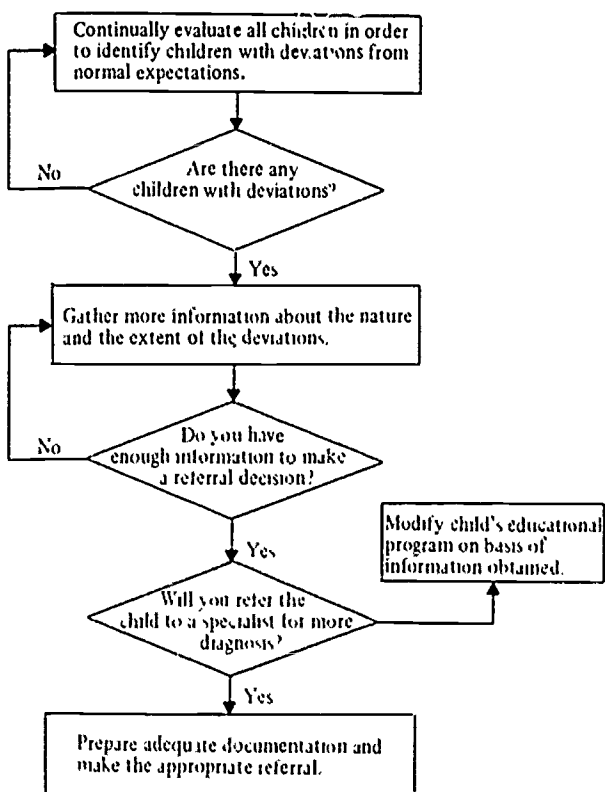 Continually evaluate all children in order
to identify children with deviations from
normal expectations.
Are there any
children with deviations?
No
Yes
Gather more information about the nature
and the extent of the deviations.
Do you have
enough information to make
a referral decision?
No
Yes
Modify child's educational
program on basis of
information obtained.
Will you refer the
child to a specialist for more
diagnosis?
Yes
Prepare adequate documentation and
make the appropriate referral.